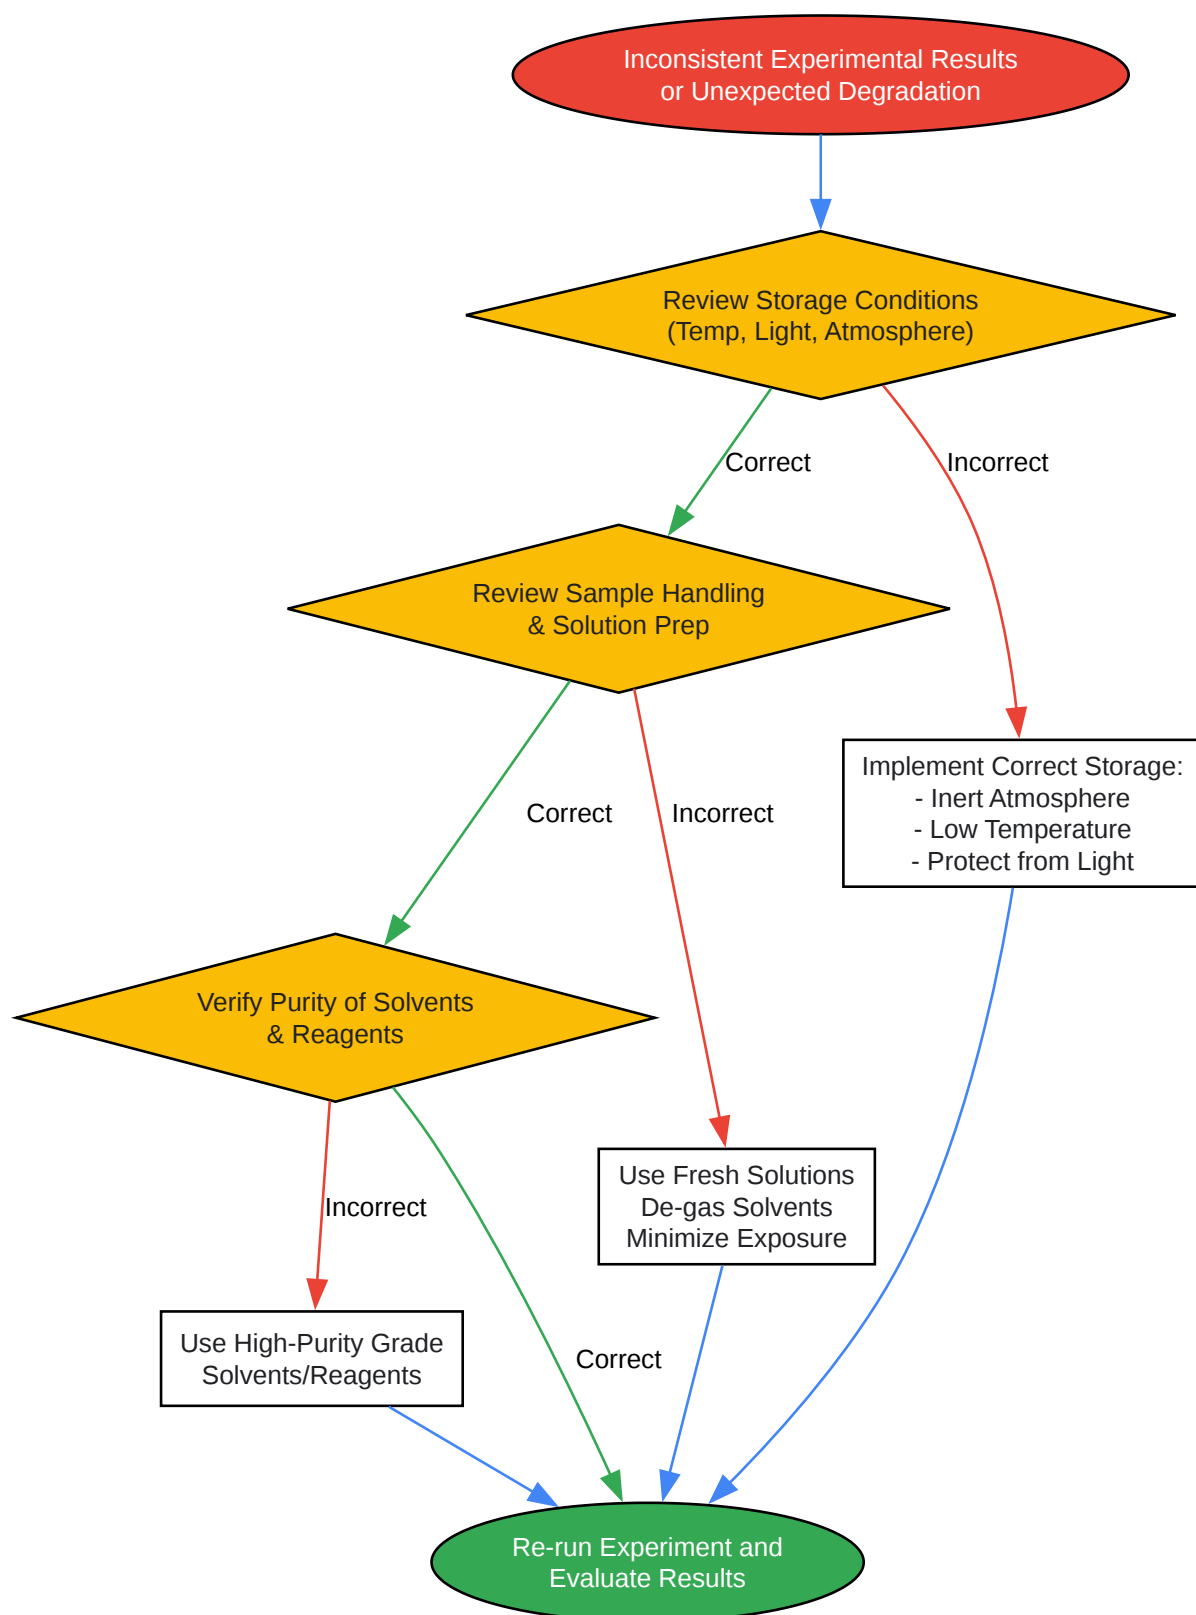 Inconsistent Experimental Results
or Unexpected Degradation
Review Storage Conditions
(Temp, Light, Atmosphere)
Correct
Incorrect
Review Sample Handling
& Solution Prep
Correct
Incorrect
Implement Correct Storage:
- Inert Atmosphere
- Low Temperature
- Protect from Light
Verify Purity of Solvents
& Reagents
Incorrect
Correct
Use Fresh Solutions
De-gas Solvents
Minimize Exposure
Use High-Purity Grade
Solvents/Reagents
Re-run Experiment and
Evaluate Results